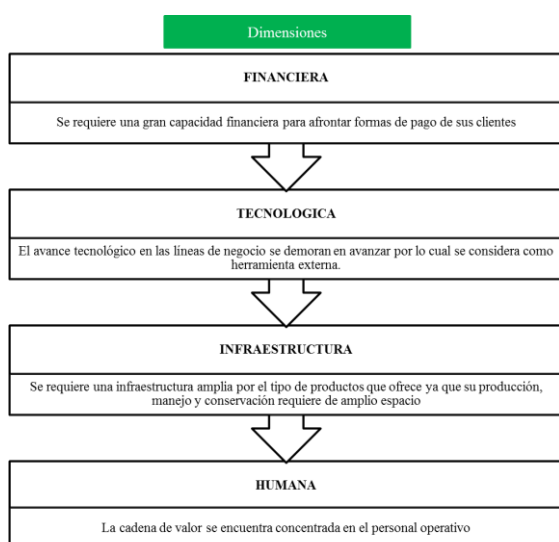 Dimensiones
FINANCIERA
Se requiere una gran capacidad financiera para afrontar formas de pago de sus clientes
TECNOLOGICA
El avance tecnológico en las líneas de negocio se demoran en avanzar por lo cual se considera como
herramienta externa.
INFRAESTRUCTURA
Se requiere una infraestructura amplia por el tipo de productos que ofrece ya que su producción,
manejo y conservación requiere de amplio espacio
HUMANA
La cadena de valor se encuentra concentrada en el personal operativo